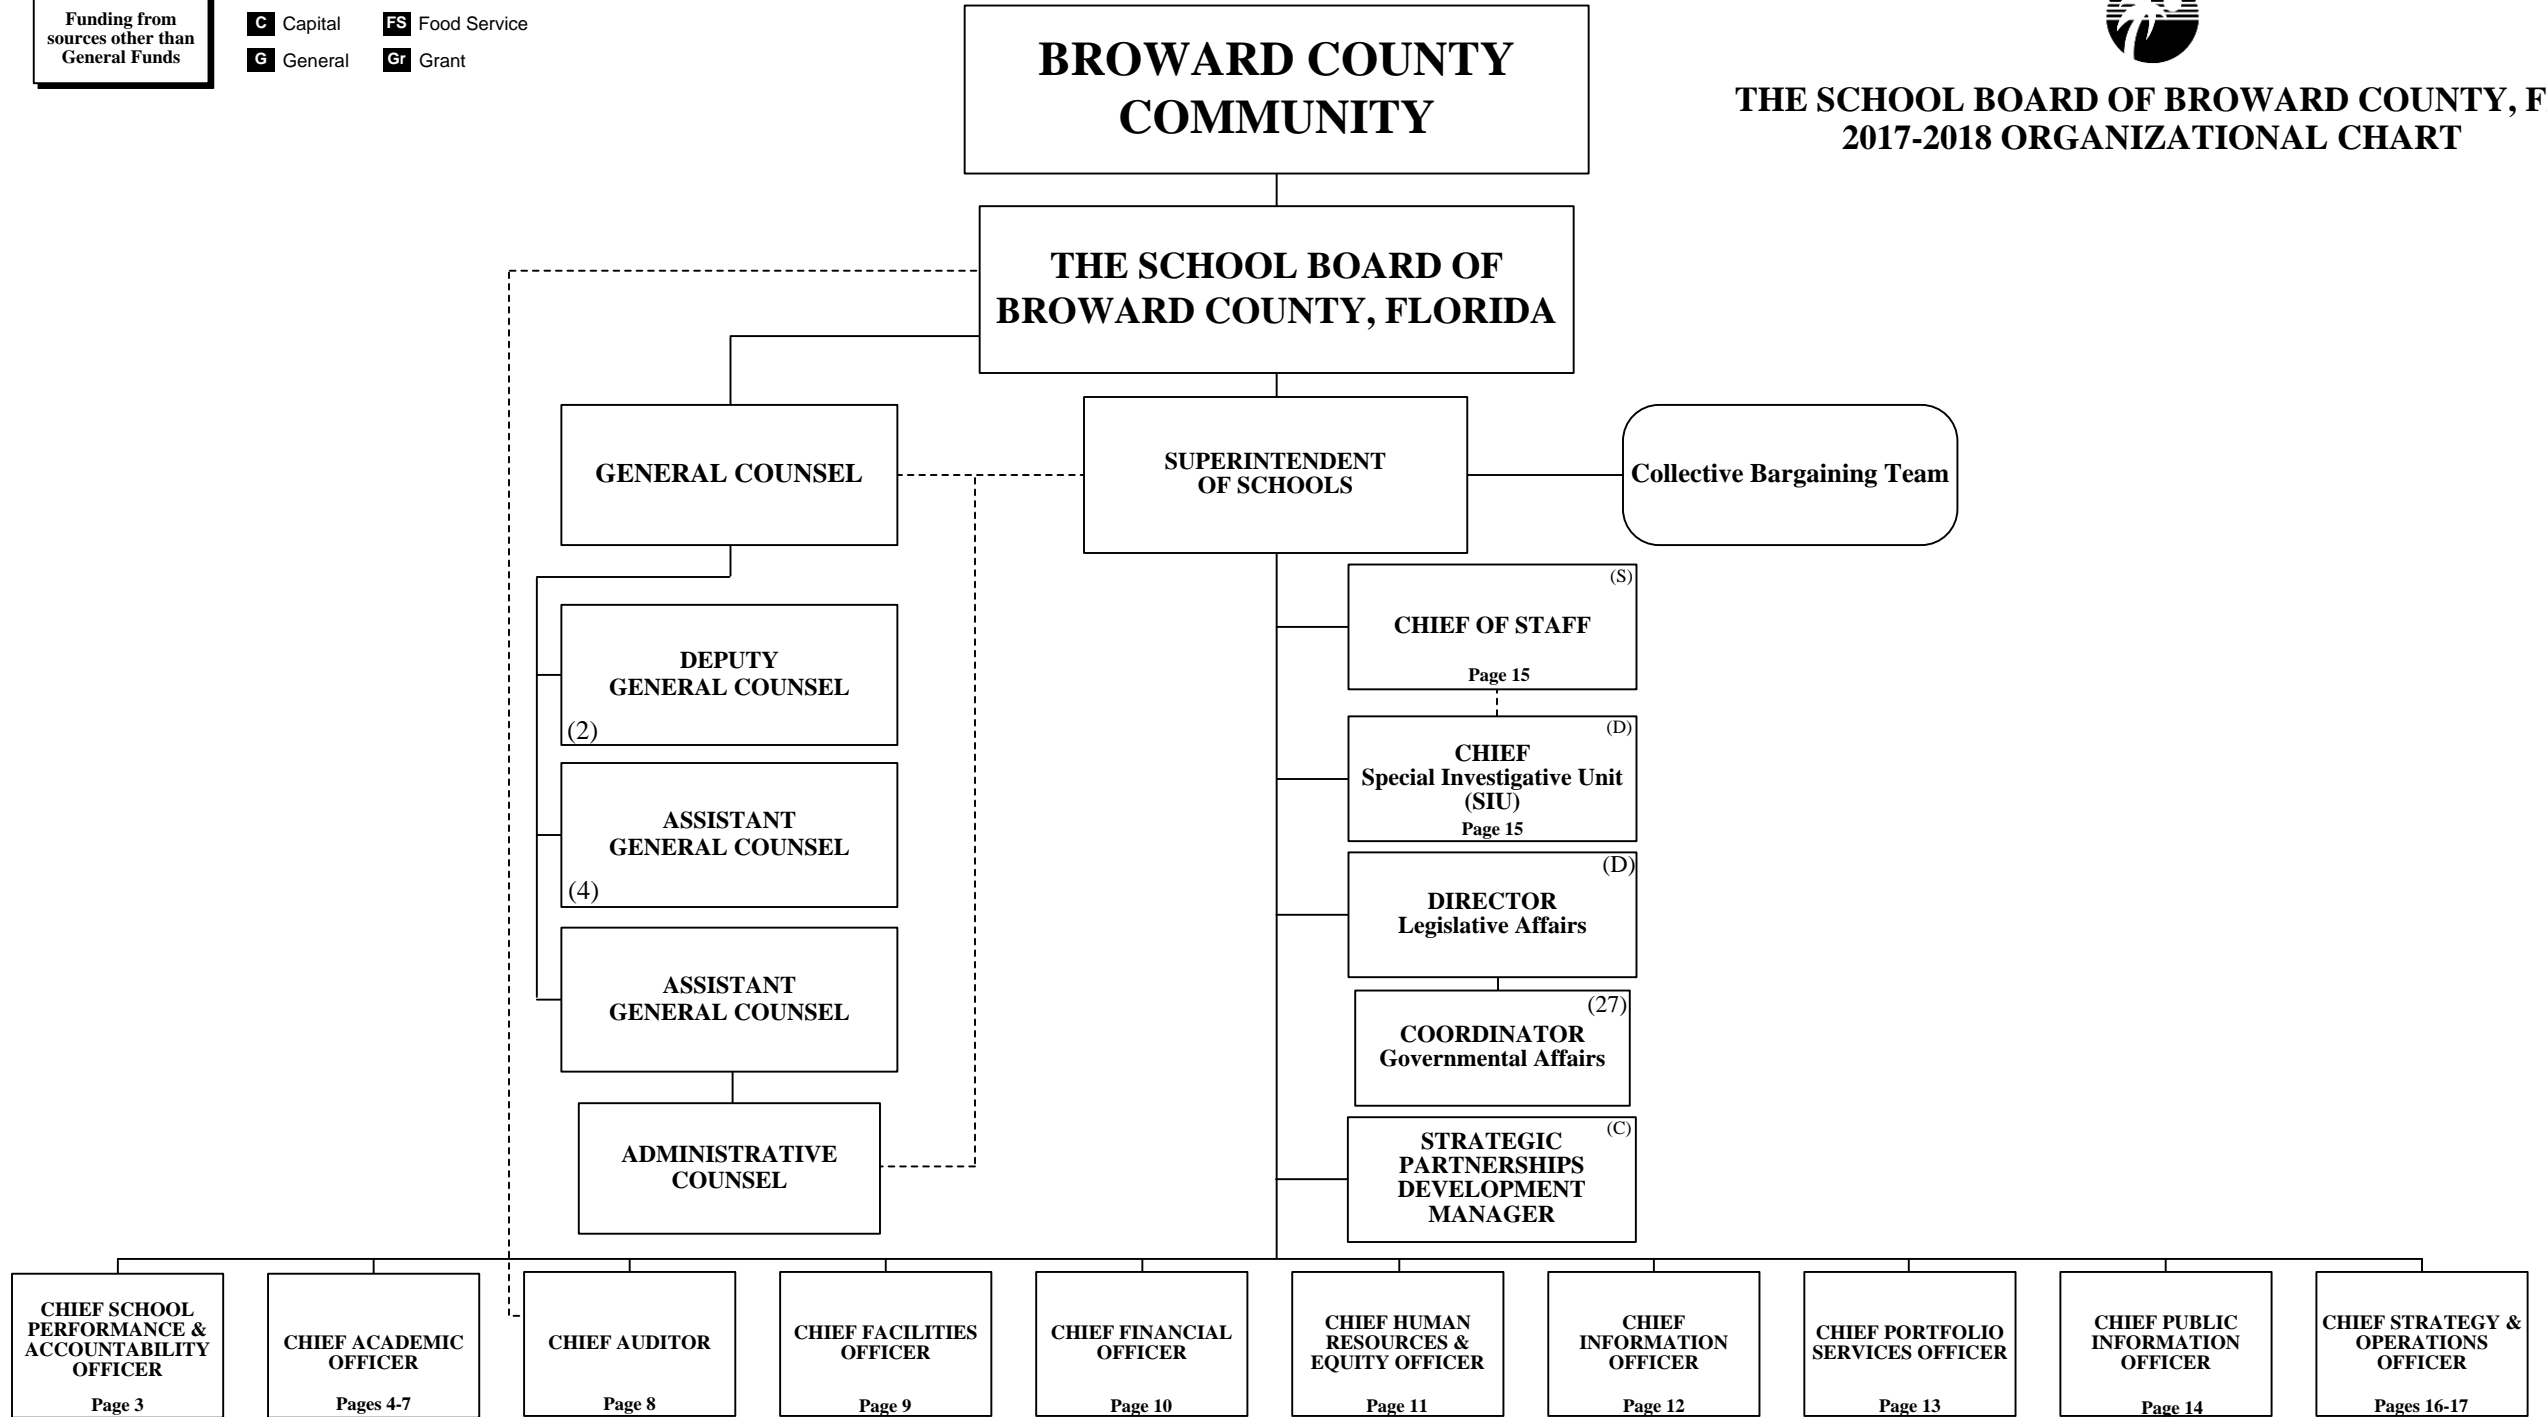 Funding from
sources other than
General Funds
C Capital
FS Food Service
G General
Gr Grant
BROWARD COUNTY
COMMUNITY
THE SCHOOL BOARD OF BROWARD COUNTY, F
2017-2018 ORGANIZATIONAL CHART
THE SCHOOL BOARD OF
BROWARD COUNTY, FLORIDA
GENERAL COUNSEL
SUPERINTENDENT
OF SCHOOLS
Collective Bargaining Team
DEPUTY
GENERAL COUNSEL
(2)
ASSISTANT
GENERAL COUNSEL
(4)
ASSISTANT
GENERAL COUNSEL
ADMINISTRATIVE
COUNSEL
(S)
CHIEF OF STAFF
Page 15
(D)
CHIEF
Special Investigative Unit
(SIU)
Page 15
(D)
DIRECTOR
Legislative Affairs
(27)
COORDINATOR
Governmental Affairs
(C)
STRATEGIC
PARTNERSHIPS
DEVELOPMENT
MANAGER
CHIEF SCHOOL
PERFORMANCE &
ACCOUNTABILITY
OFFICER
Page 3
CHIEF ACADEMIC
OFFICER
Pages 4-7
CHIEF AUDITOR
Page 8
CHIEF FACILITIES
OFFICER
Page 9
CHIEF FINANCIAL
OFFICER
Page 10
CHIEF HUMAN
RESOURCES &
EQUITY OFFICER
Page 11
CHIEF
INFORMATION
OFFICER
Page 12
CHIEF PORTFOLIO
SERVICES OFFICER
Page 13
CHIEF PUBLIC
INFORMATION
OFFICER
Page 14
CHIEF STRATEGY &
OPERATIONS
OFFICER
Pages 16-17